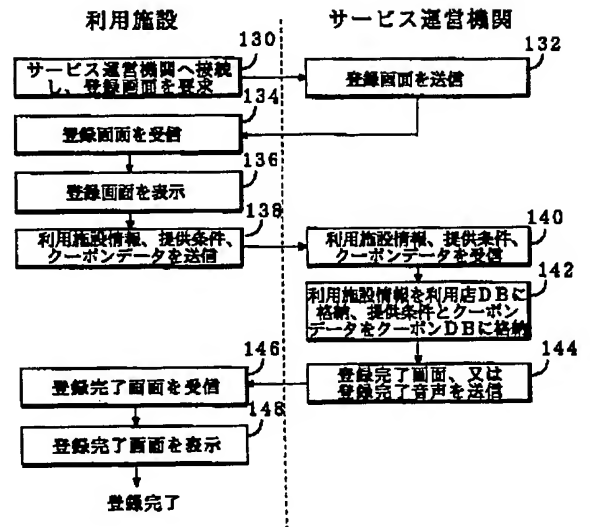 利用施設
サービス運営機関
130
サービス運営機関へ接続
し、登録画面を要求
132
登録画面を送信
134
登録画面を受信
136
登録画面を表示
138
利用施設情報、提供条件、
クーポンデータを送信
140
利用施設情報、提供条件、
クーポンデータを受信
142
利用施設情報を利用店DBに
格納、提供条件とクーポン
データをクーポンDBに格納
144
登録完了画面、又は
登録完了音声を送信
146
登録完了画面を受信
148
登録完了画面を表示
登録完了